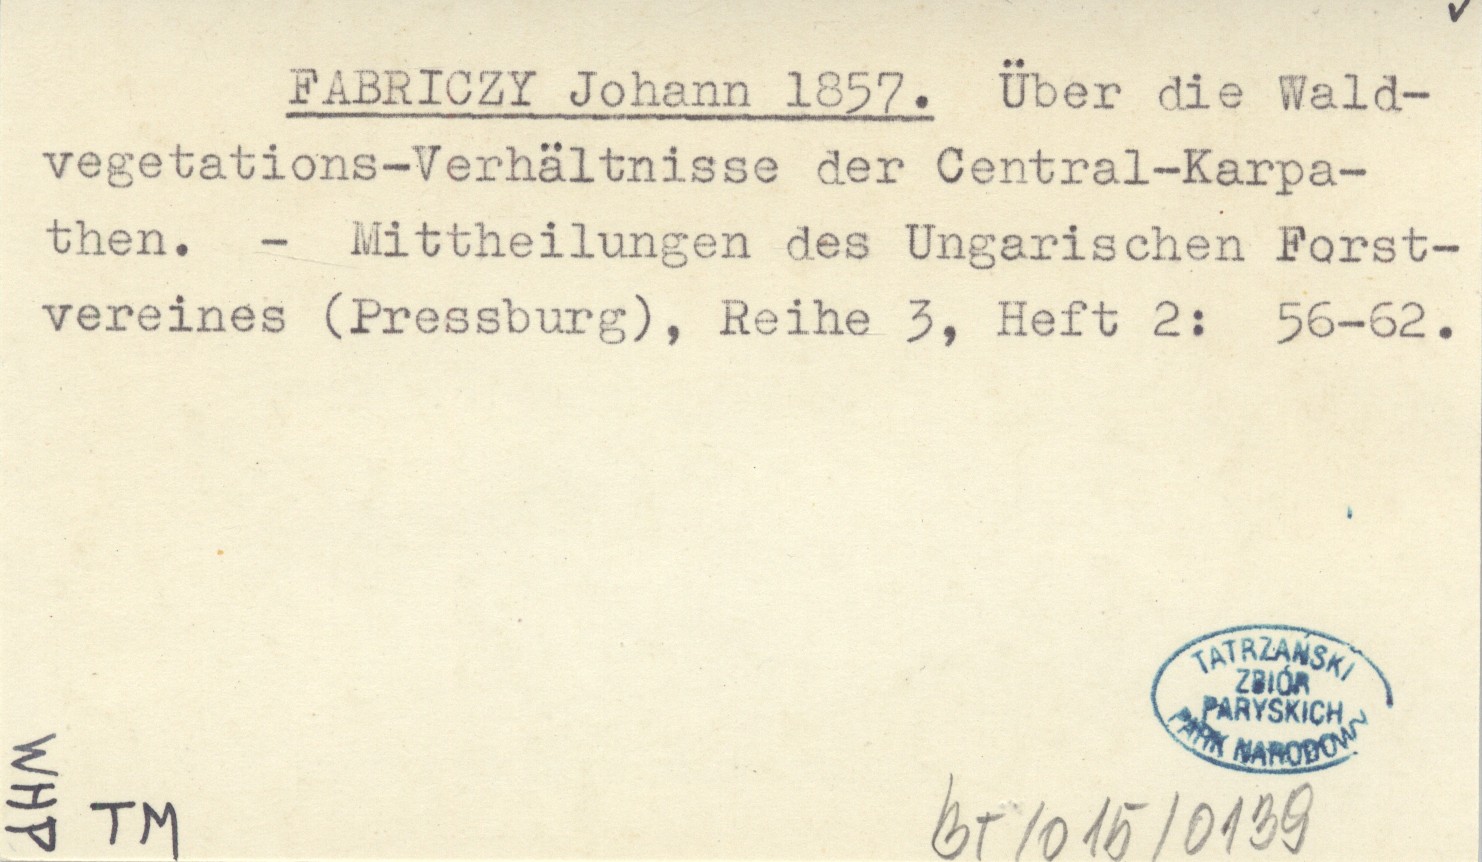 FABRICZY Johann 1857. Über die Wald-
vegetations-Verhältnisse der Central-Karpa-
then. - Mittheilungen des Ungarischen Forst-
vereines (Pressburg), Reihe 3, Heft 2: 56-62.
TATRZAŃSKI
ZBIÓR
PARYSKICH
PARK NARODOWY
WHP
TM
BT/015/0139